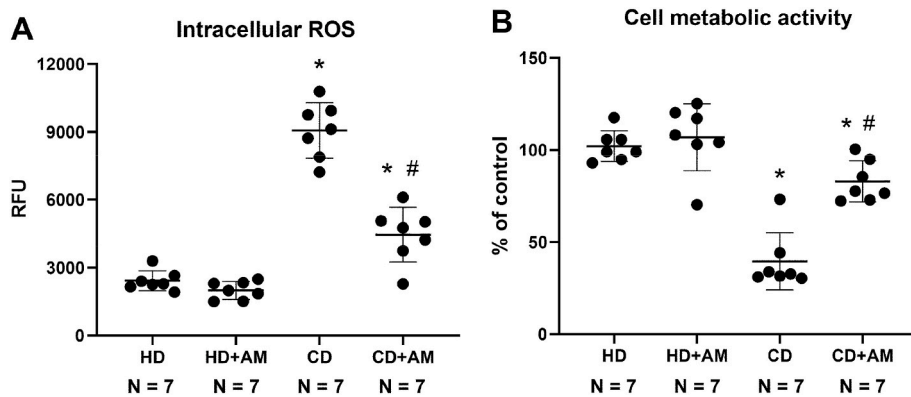 A
Intracellular ROS
12000
9000
6000
3000
0
RFU
*
* #
HD HD+AM CD CD+AM
N = 7 N = 7 N = 7 N = 7
B
Cell metabolic activity
150
100
50
0
% of control
*
* #
HD HD+AM CD CD+AM
N = 7 N = 7 N = 7 N = 7